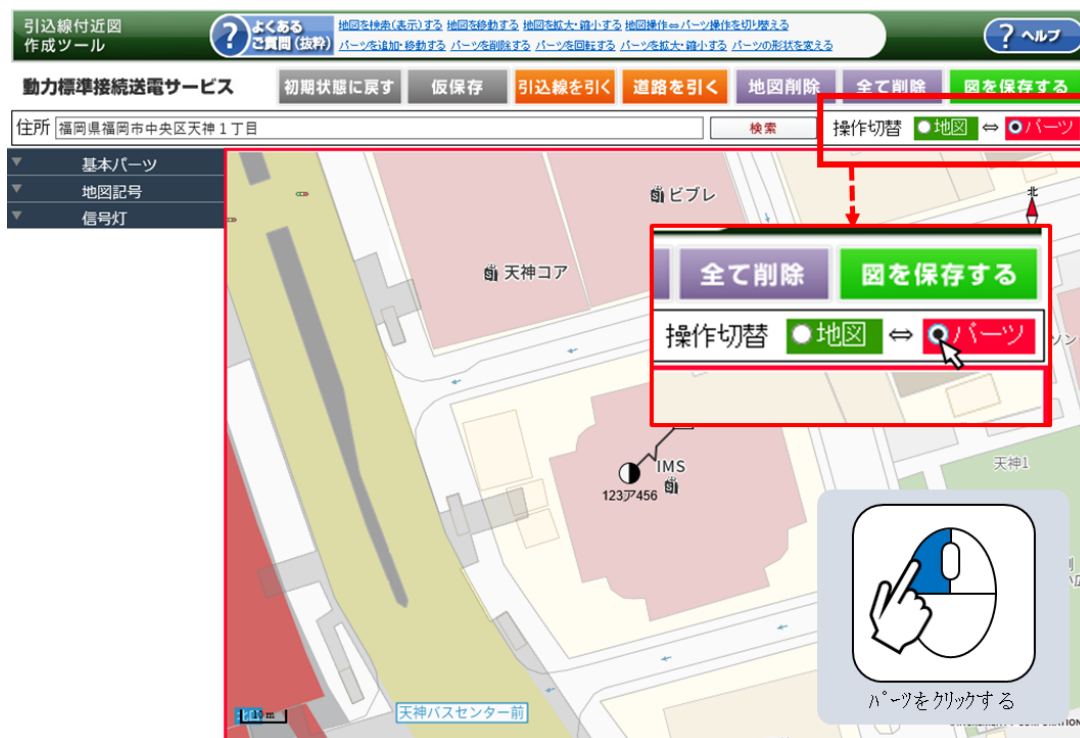 引込線付近図
作成ツール
?
よくある
ご質問(抜粋)
地図を検索(表示)する 地図を移動する 地図を拡大・縮小する 地図操作⇔パーツ操作を切り替える
パーツを追加・移動する パーツを削除する パーツを回転する パーツを拡大・縮小する パーツの形状を変える
? ヘルプ
動力標準接続送電サービス
初期状態に戻す 仮保存 引込線を引く 道路を引く 地図削除 全て削除 図を保存する
住所 福岡県福岡市中央区天神1丁目 検索 操作切替 地図 ⇔ パーツ
基本パーツ
地図記号
信号灯
ビブレ
北
天神コア
全て削除 図を保存する
操作切替 地図 ⇔ パーツ
ソン
天神1
IMS
123ア456
パーツをクリックする
10m
天神バスセンター前